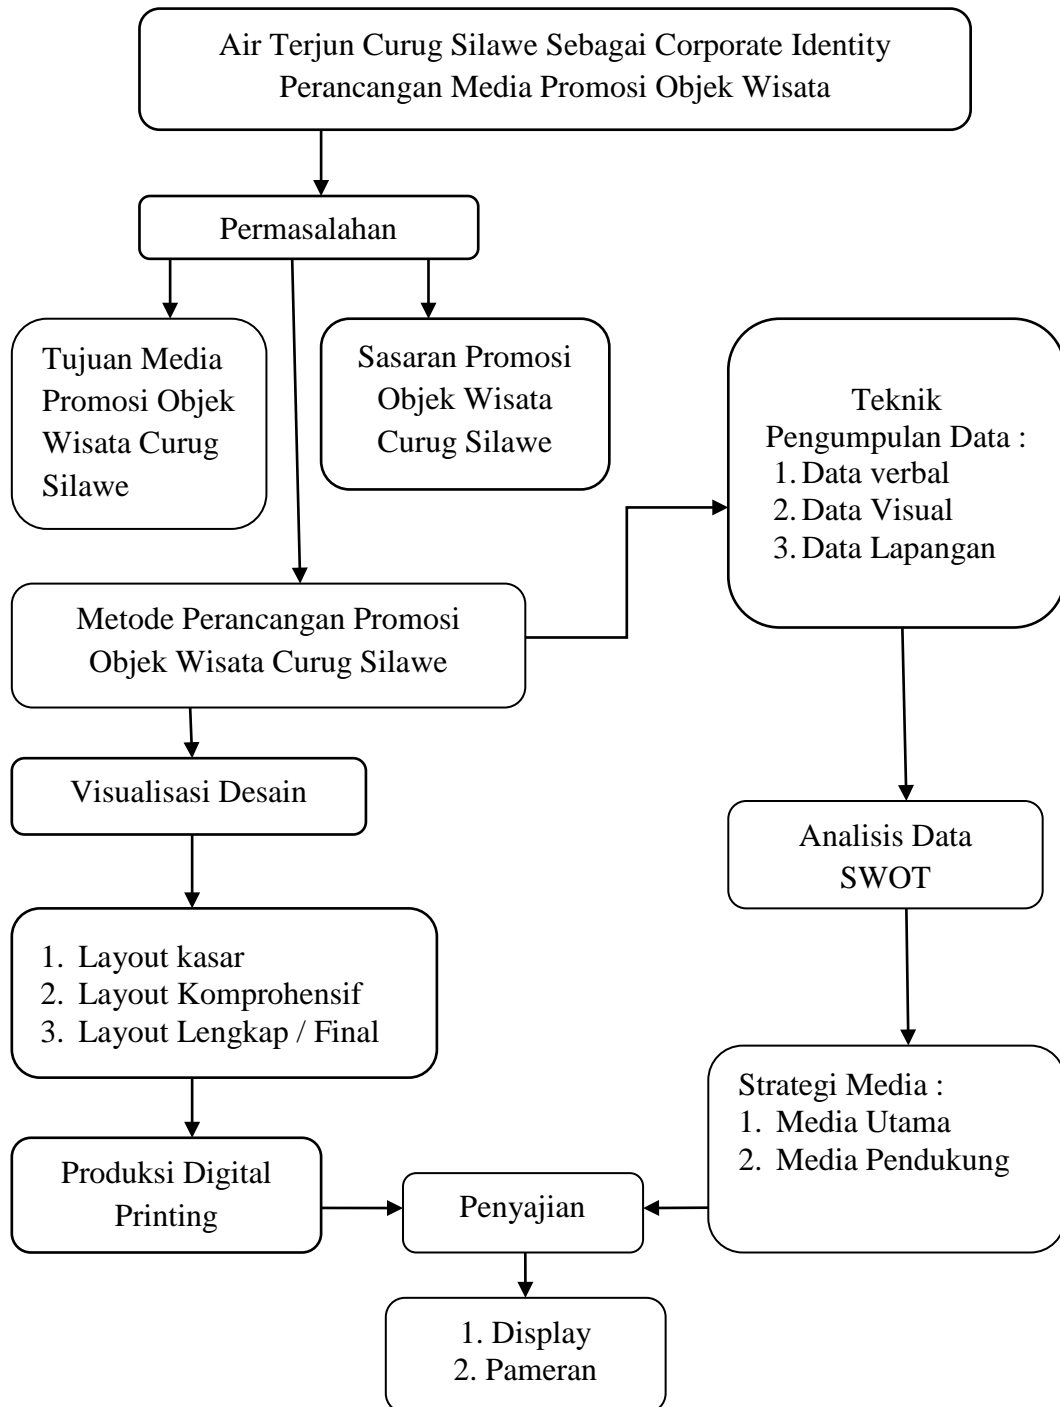 Air Terjun Curug Silawe Sebagai Corporate Identity
Perancangan Media Promosi Objek Wisata
Permasalahan
Tujuan Media
Promosi Objek
Wisata Curug
Silawe
Sasaran Promosi
Objek Wisata
Curug Silawe
Teknik
Pengumpulan Data :
1. Data verbal
2. Data Visual
3. Data Lapangan
Metode Perancangan Promosi
Objek Wisata Curug Silawe
Visualisasi Desain
Analisis Data
SWOT
1. Layout kasar
2. Layout Komprohensif
3. Layout Lengkap / Final
Strategi Media :
1. Media Utama
2. Media Pendukung
Produksi Digital
Printing
Penyajian
1. Display
2. Pameran